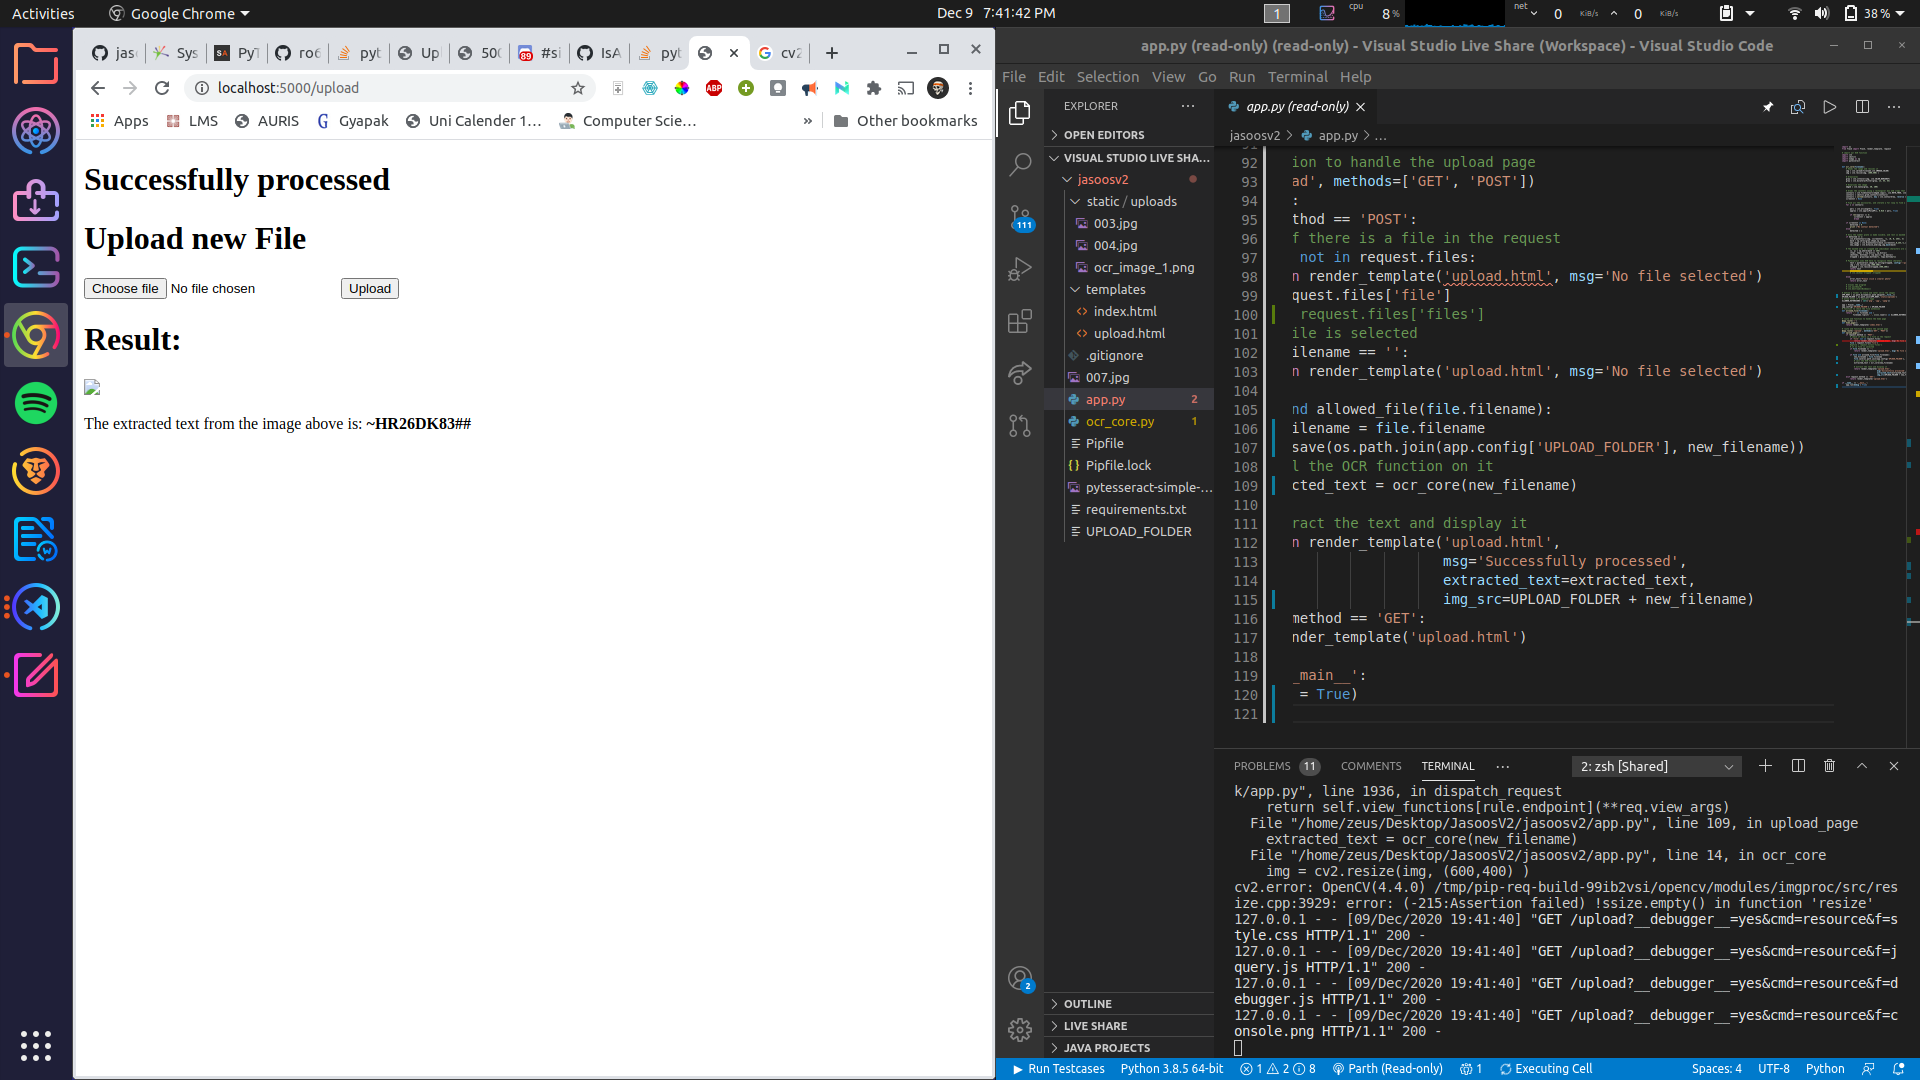 Activities
Google Chrome
Dec 9 7:41:42 PM
1
cpu
8%
net
0 KiB/s
0 KiB/s
38 %
jas
Sys
PyT
ro6
pyt
Upl
500
89
#si
IsA
pyt
cv2
localhost:5000/upload
ABP
Apps
LMS
AURIS
Gyapak
Uni Calender 1...
Computer Scie...
»
Other bookmarks
Successfully processed
Upload new File
Choose file No file chosen
Upload
Result:
The extracted text from the image above is: ~HR26DK83##
app.py (read-only) (read-only) - Visual Studio Live Share (Workspace) - Visual Studio Code
File Edit Selection View Go Run Terminal Help
EXPLORER
OPEN EDITORS
VISUAL STUDIO LIVE SHA...
jasoosv2
static / uploads
003.jpg
004.jpg
ocr_image_1.png
templates
index.html
upload.html
.gitignore
007.jpg
app.py 2
ocr_core.py 1
Pipfile
Pipfile.lock
pytesseract-simple-...
requirements.txt
UPLOAD_FOLDER
OUTLINE
LIVE SHARE
JAVA PROJECTS
111
2
app.py (read-only)
jasoosv2 > app.py > ...
91
92 ion to handle the upload page
93 ad', methods=['GET', 'POST'])
94 :
95 thod == 'POST':
96 f there is a file in the request
97 not in request.files:
98 n render_template('upload.html', msg='No file selected')
99 quest.files['file']
100 request.files['files']
101 ile is selected
102 ilename == '':
103 n render_template('upload.html', msg='No file selected')
104
105 nd allowed_file(file.filename):
106 ilename = file.filename
107 save(os.path.join(app.config['UPLOAD_FOLDER'], new_filename))
108 l the OCR function on it
109 cted_text = ocr_core(new_filename)
110
111 ract the text and display it
112 n render_template('upload.html',
113 msg='Successfully processed',
114 extracted_text=extracted_text,
115 img_src=UPLOAD_FOLDER + new_filename)
116 method == 'GET':
117 nder_template('upload.html')
118
119 _main__':
120 = True)
121
PROBLEMS 11 COMMENTS TERMINAL
2: zsh [Shared]
k/app.py", line 1936, in dispatch_request
return self.view_functions[rule.endpoint](**req.view_args)
File "/home/zeus/Desktop/JasoosV2/jasoosv2/app.py", line 109, in upload_page
extracted_text = ocr_core(new_filename)
File "/home/zeus/Desktop/JasoosV2/jasoosv2/app.py", line 14, in ocr_core
img = cv2.resize(img, (600,400) )
cv2.error: OpenCV(4.4.0) /tmp/pip-req-build-99ib2vsi/opencv/modules/imgproc/src/res
ize.cpp:3929: error: (-215:Assertion failed) !ssize.empty() in function 'resize'
127.0.0.1 - - [09/Dec/2020 19:41:40] "GET /upload?__debugger__=yes&cmd=resource&f=s
tyle.css HTTP/1.1" 200 -
127.0.0.1 - - [09/Dec/2020 19:41:40] "GET /upload?__debugger__=yes&cmd=resource&f=j
query.js HTTP/1.1" 200 -
127.0.0.1 - - [09/Dec/2020 19:41:40] "GET /upload?__debugger__=yes&cmd=resource&f=d
ebugger.js HTTP/1.1" 200 -
127.0.0.1 - - [09/Dec/2020 19:41:40] "GET /upload?__debugger__=yes&cmd=resource&f=c
onsole.png HTTP/1.1" 200 -
Run Testcases Python 3.8.5 64-bit 1 2 8 Parth (Read-only) 1 Executing Cell Spaces: 4 UTF-8 Python